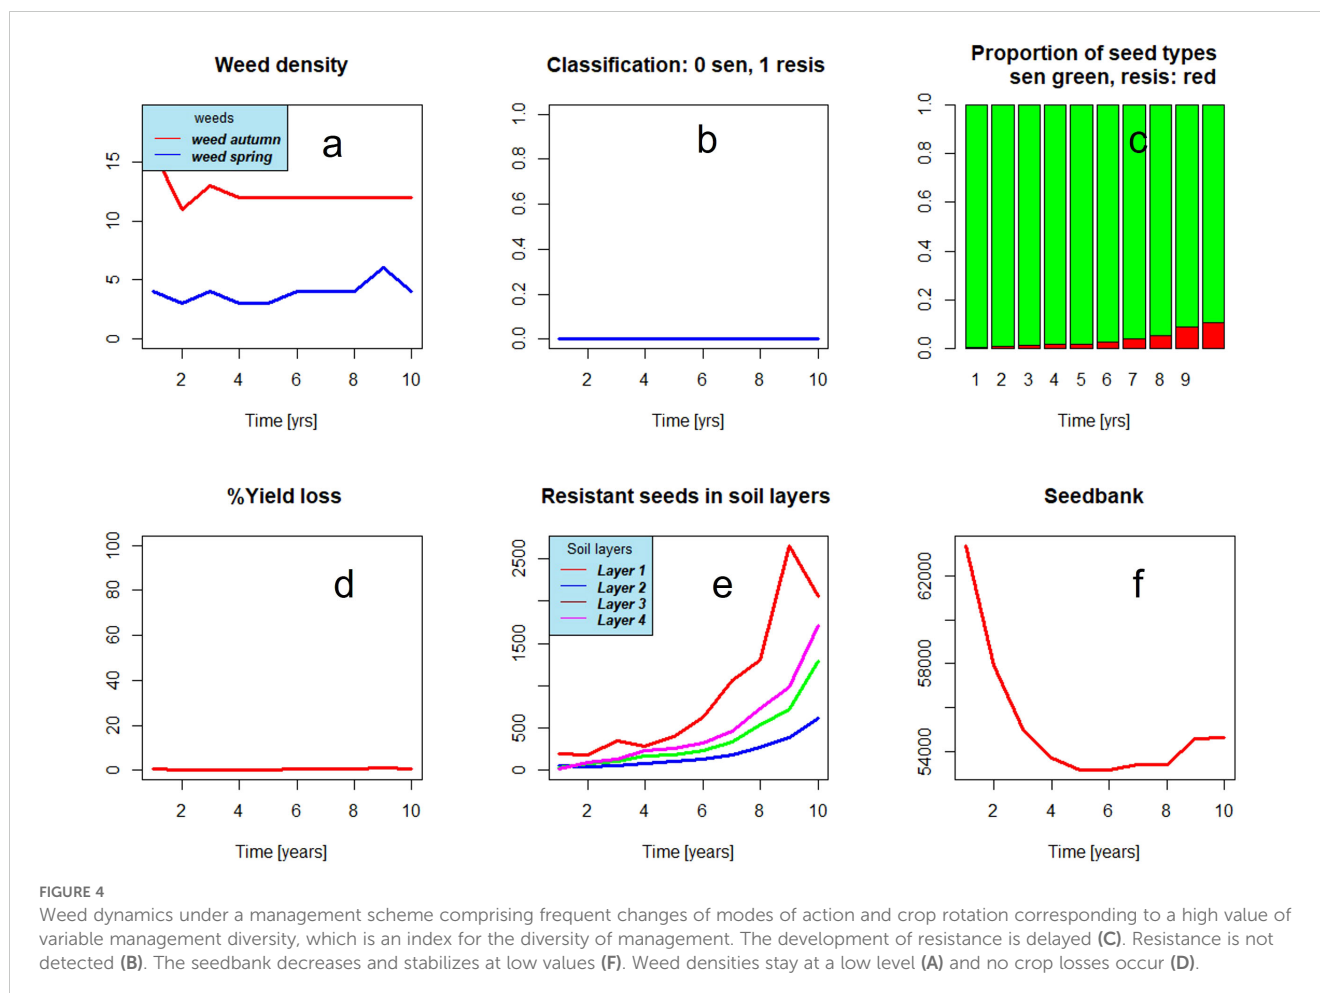 Weed density
weeds
weed autumn
weed spring
a
15
10
5
0
2 4 6 8 10
Time [yrs]
Classification: 0 sen, 1 resis
b
1.0
0.8
0.6
0.4
0.2
0.0
2 4 6 8 10
Time [yrs]
Proportion of seed types
sen green, resis: red
c
1.0
0.8
0.6
0.4
0.2
0.0
1 2 3 4 5 6 7 8 9
Time [yrs]
%Yield loss
d
100
80
60
40
20
0
2 4 6 8 10
Time [years]
Resistant seeds in soil layers
Soil layers
Layer 1
Layer 2
Layer 3
Layer 4
e
2500
1500
500
0
2 4 6 8 10
Time [years]
Seedbank
f
62000
58000
54000
2 4 6 8 10
Time [years]
FIGURE 4
Weed dynamics under a management scheme comprising frequent changes of modes of action and crop rotation corresponding to a high value of
variable management diversity, which is an index for the diversity of management. The development of resistance is delayed (C). Resistance is not
detected (B). The seedbank decreases and stabilizes at low values (F). Weed densities stay at a low level (A) and no crop losses occur (D).